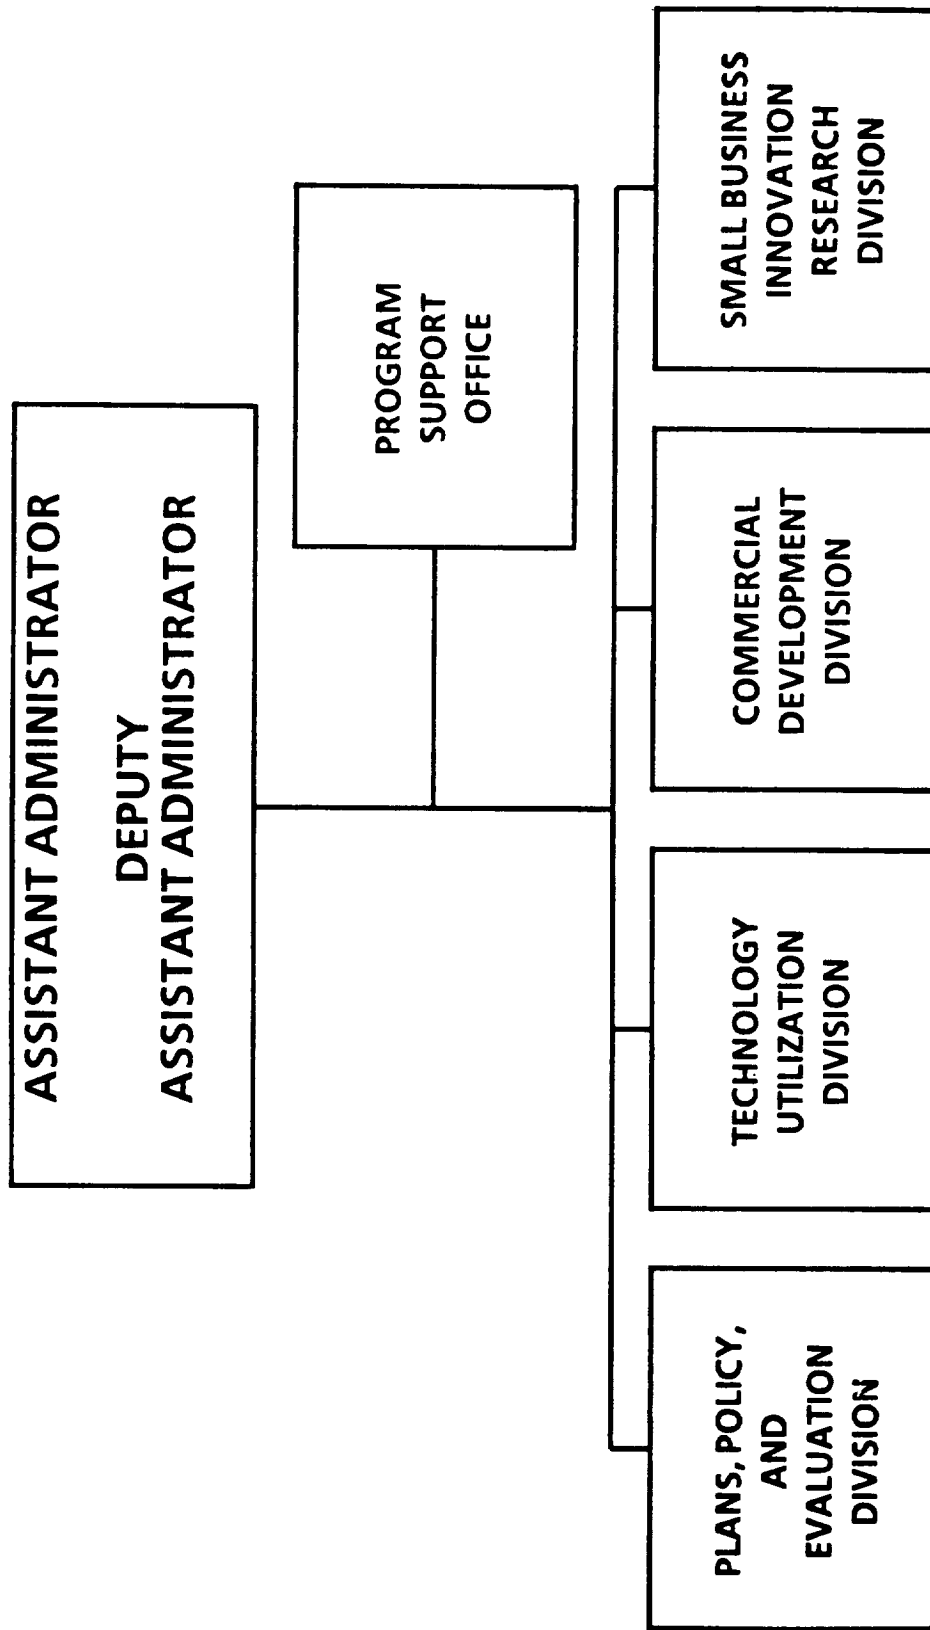 ASSISTANT ADMINISTRATOR
DEPUTY
ASSISTANT ADMINISTRATOR
PROGRAM
SUPPORT
OFFICE
PLANS, POLICY,
AND
EVALUATION
DIVISION
TECHNOLOGY
UTILIZATION
DIVISION
COMMERCIAL
DEVELOPMENT
DIVISION
SMALL BUSINESS
INNOVATION
RESEARCH
DIVISION